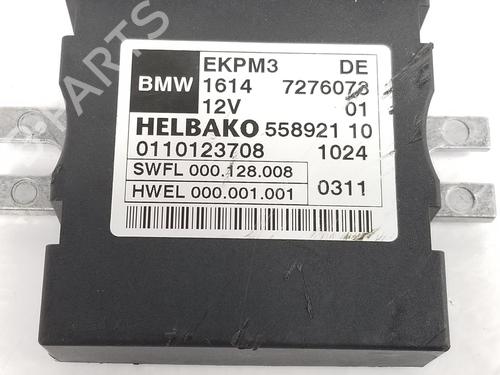 EKPM3 DE
BMW 1614 7276073
12V 01
HELBAKO 558921 10
0110123708 1024
SWFL 000.128.008
HWEL 000.001.001 0311